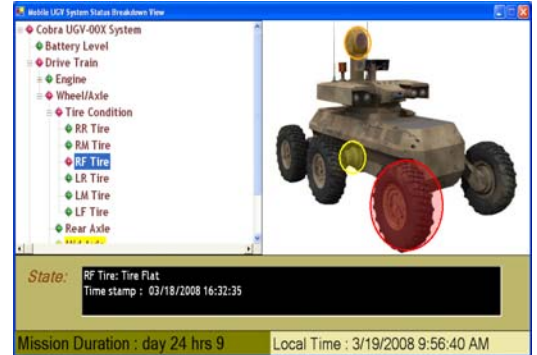 Mobile UGV System Status Breakdown View
Cobra UGV-00X System
Battery Level
Drive Train
Engine
Wheel/Axle
Tire Condition
RR Tire
RM Tire
RF Tire
LR Tire
LM Tire
LF Tire
Rear Axle
State:
RF Tire: Tire Flat
Time stamp : 03/18/2008 16:32:35
Mission Duration : day 24 hrs 9
Local Time : 3/19/2008 9:56:40 AM